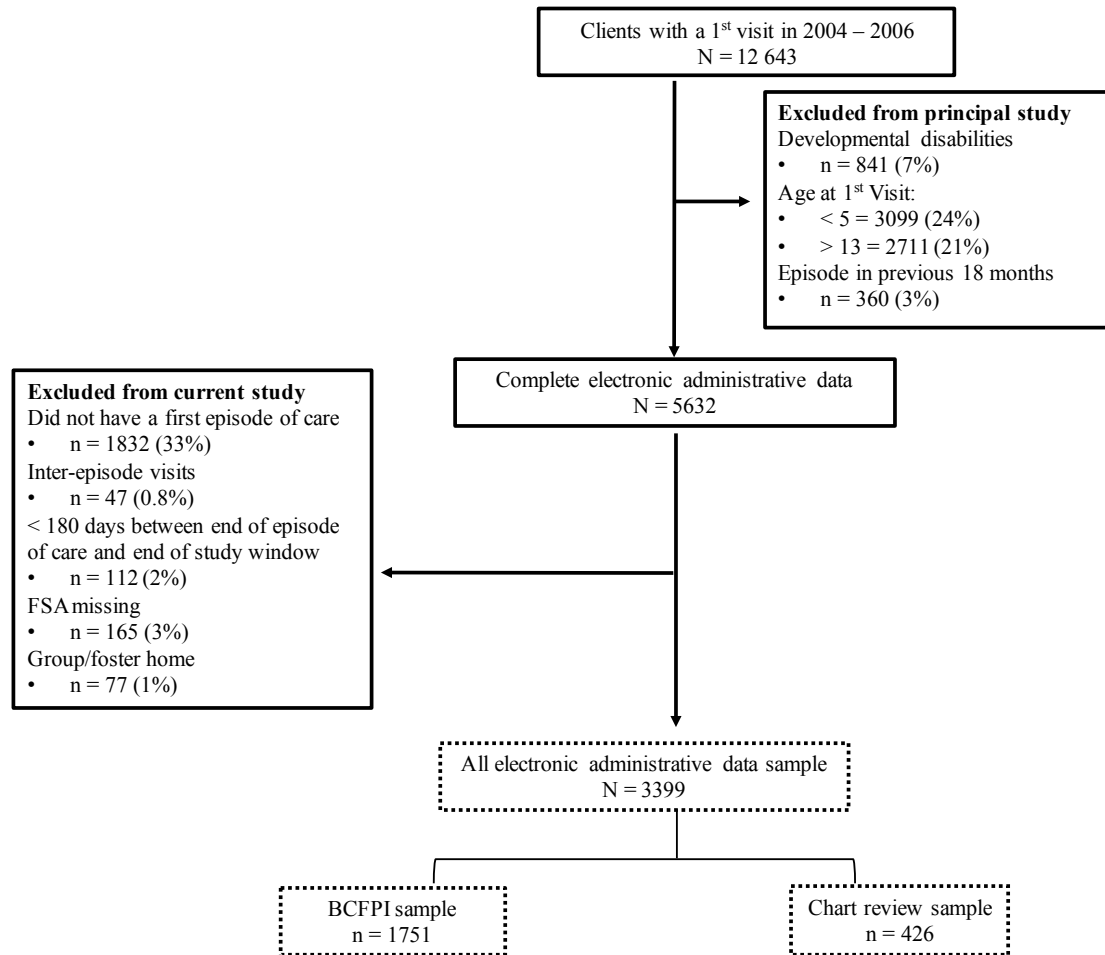 Clients with a 1st visit in 2004 – 2006
N = 12 643
Excluded from principal study
Developmental disabilities
• n = 841 (7%)
Age at 1st Visit:
• < 5 = 3099 (24%)
• > 13 = 2711 (21%)
Episode in previous 18 months
• n = 360 (3%)
Complete electronic administrative data
N = 5632
Excluded from current study
Did not have a first episode of care
• n = 1832 (33%)
Inter-episode visits
• n = 47 (0.8%)
< 180 days between end of episode
of care and end of study window
• n = 112 (2%)
FSA missing
• n = 165 (3%)
Group/foster home
• n = 77 (1%)
All electronic administrative data sample
N = 3399
BCFPI sample
n = 1751
Chart review sample
n = 426